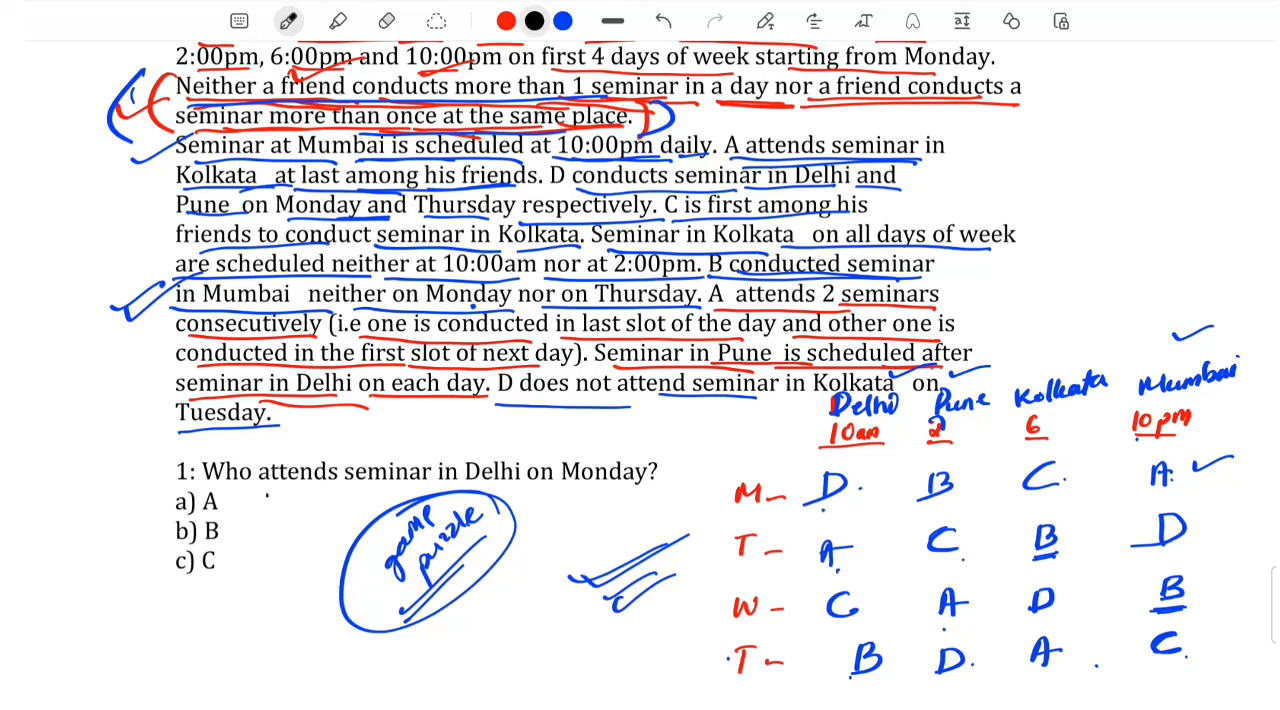 2:00pm, 6:00pm and 10:00pm on first 4 days of week starting from Monday.
Neither a friend conducts more than 1 seminar in a day nor a friend conducts a
seminar more than once at the same place.
Seminar at Mumbai is scheduled at 10:00pm daily. A attends seminar in
Kolkata at last among his friends. D conducts seminar in Delhi and
Pune on Monday and Thursday respectively. C is first among his
friends to conduct seminar in Kolkata. Seminar in Kolkata on all days of week
are scheduled neither at 10:00am nor at 2:00pm. B conducted seminar
in Mumbai neither on Monday nor on Thursday. A attends 2 seminars
consecutively (i.e one is conducted in last slot of the day and other one is
conducted in the first slot of next day). Seminar in Pune is scheduled after
seminar in Delhi on each day. D does not attend seminar in Kolkata on
Tuesday.
Delhi Pune Kolkata Mumbai
10am 2 6 10pm
1: Who attends seminar in Delhi on Monday?
a) A
b) B
c) C
game
puzzle
M - D B C A
T - A C B D
W - C A D B
T - B D A C